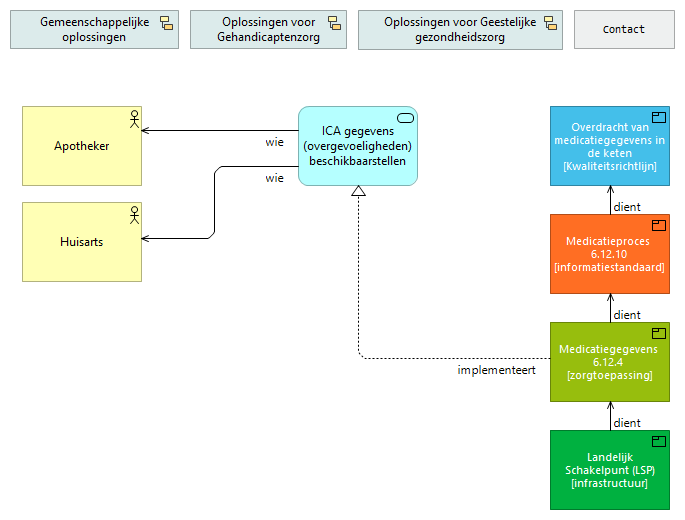 Gemeenschappelijke
oplossingen
Oplossingen voor
Gehandicaptenzorg
Oplossingen voor Geestelijke
gezondheidszorg
Contact
Apotheker
wie
ICA gegevens
(overgevoeligheden)
beschikbaarstellen
Overdracht van
medicatiegegevens in
de keten
[Kwaliteitsrichtlijn]
wie
dient
Huisarts
Medicatieproces
6.12.10
[informatiestandaard]
dient
Medicatiegegevens
6.12.4
[zorgtoepassing]
implementeert
dient
Landelijk
Schakelpunt (LSP)
[infrastructuur]